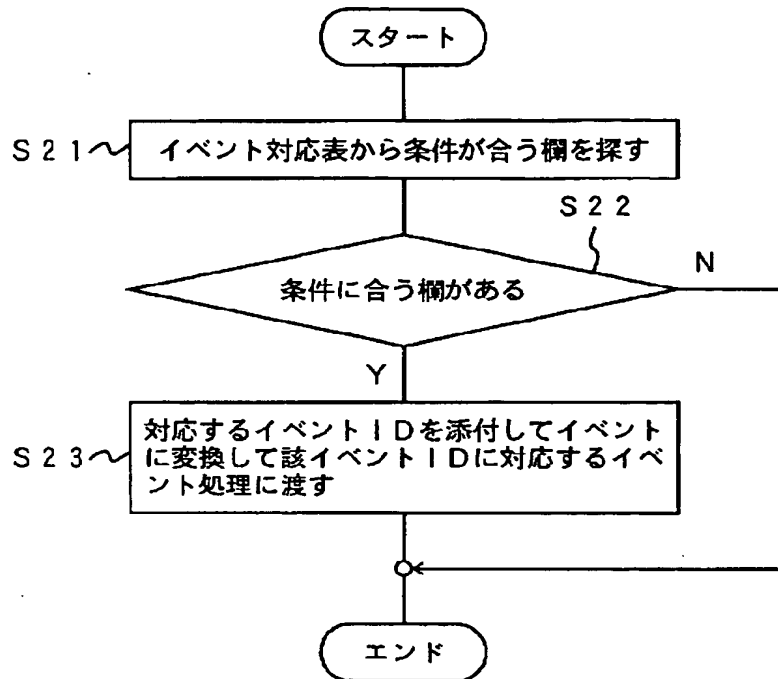 スタート
S21
イベント対応表から条件が合う欄を探す
S22
条件に合う欄がある
N
Y
S23
対応するイベントIDを添付してイベント
に変換して該イベントIDに対応するイベ
ント処理に渡す
エンド